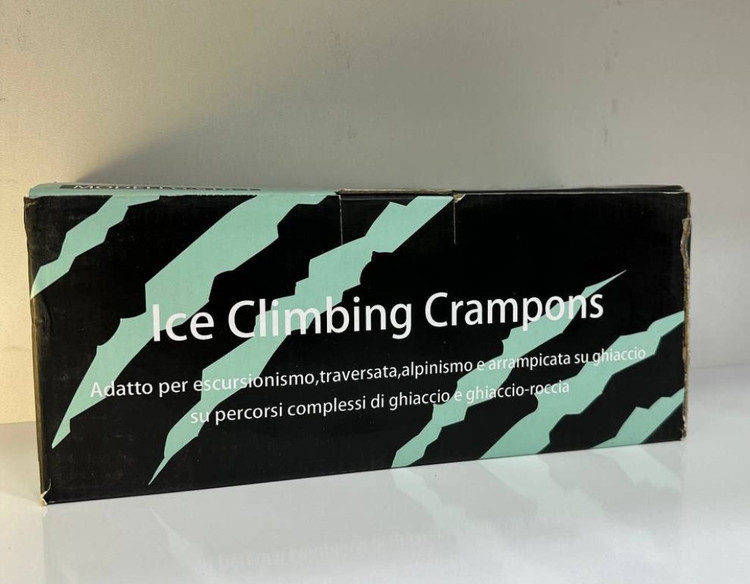 Ice Climbing Crampons
Adatto per escursionismo,traversata,alpinismo e arrampicata su ghiaccio
su percorsi complessi di ghiaccio e ghiaccio-roccia